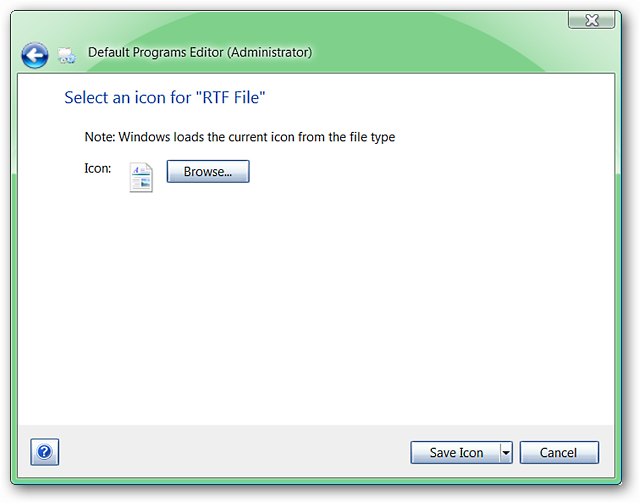 Default Programs Editor (Administrator)
Select an icon for "RTF File"
Note: Windows loads the current icon from the file type
Icon:
Browse...
Save Icon
Cancel